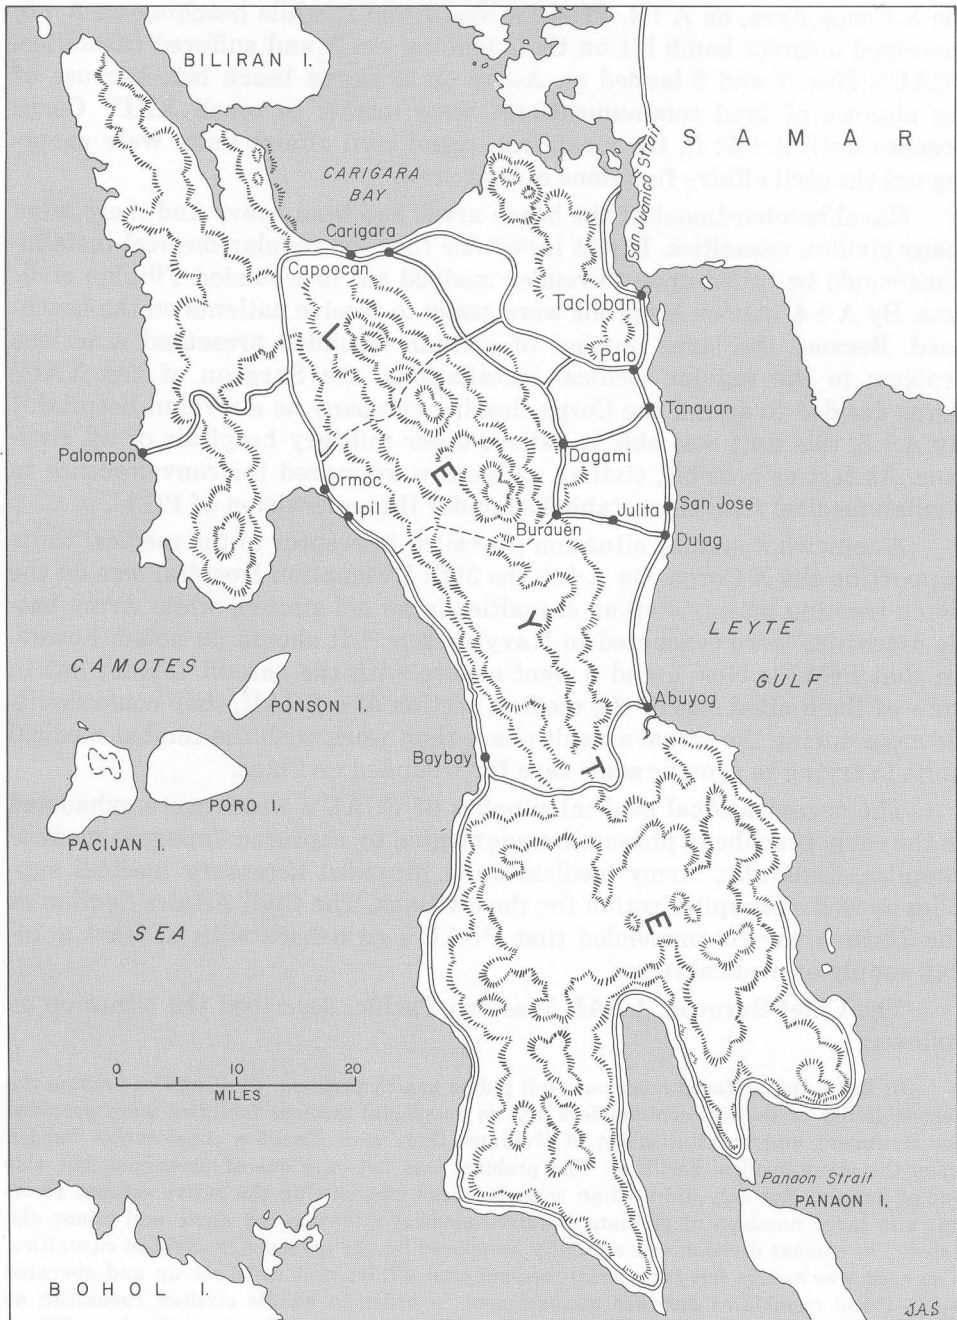 BILIRAN I.
SAMAR
San Juanico Strait
CARIGARA
BAY
Carigara
Capoocan
Tacloban
Palo
Tanauan
Palompon
Dagami
Ormoc
San Jose
Ipil
Burauen
Julita
Dulag
LEYTE
LEYTE
GULF
CAMOTES
PONSON I.
Abuyog
Baybay
PORO I.
PACIJAN I.
SEA
0 10 20
MILES
Panaon Strait
PANAON I.
BOHOL I.
J.A.S